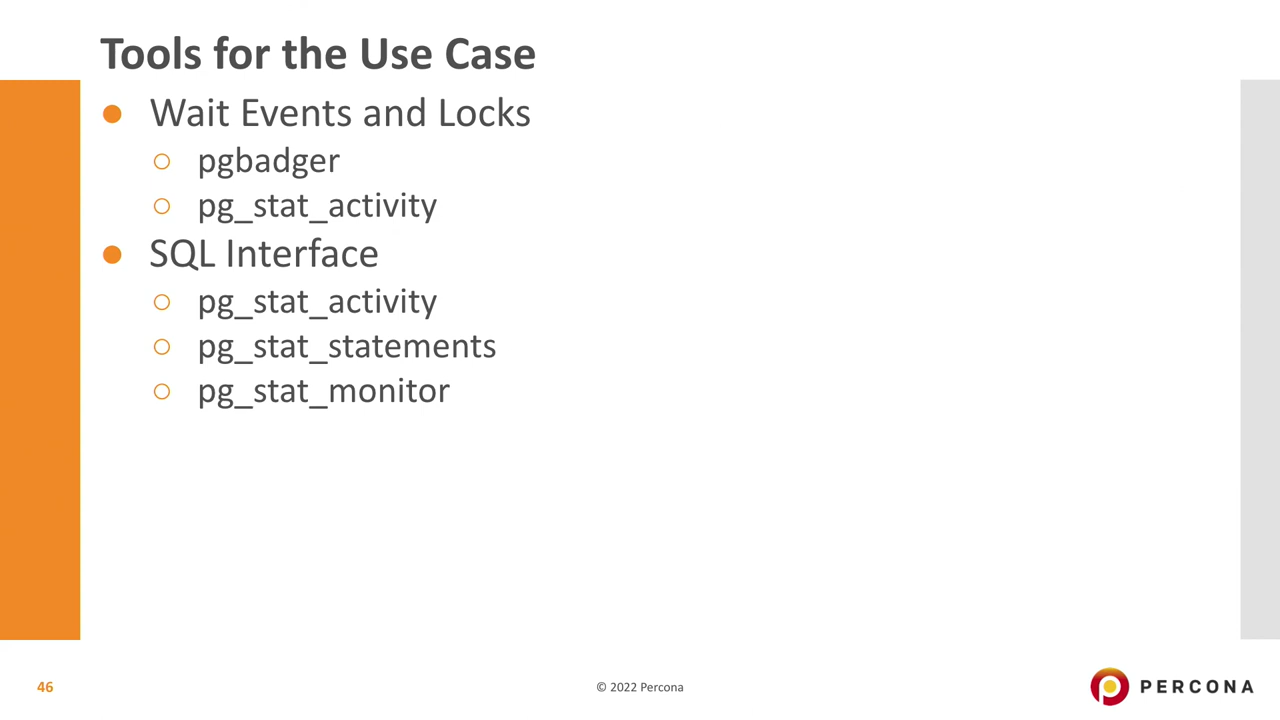 Tools for the Use Case
● Wait Events and Locks
○ pgbadger
○ pg_stat_activity
● SQL Interface
○ pg_stat_activity
○ pg_stat_statements
○ pg_stat_monitor
46
© 2022 Percona
PERCONA